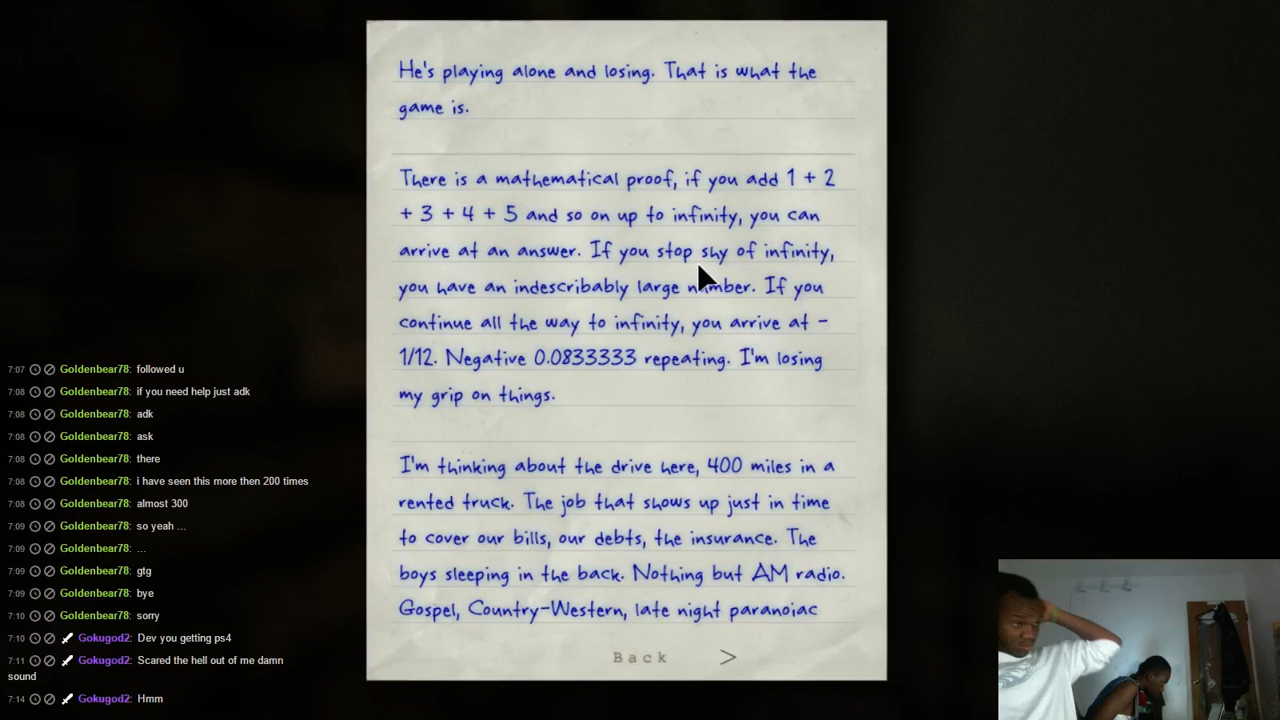 He's playing alone and losing. That is what the
game is.
There is a mathematical proof, if you add 1 + 2
+ 3 + 4 + 5 and so on up to infinity, you can
arrive at an answer. If you stop shy of infinity,
you have an indescribably large number. If you
continue all the way to infinity, you arrive at -
1/12. Negative 0.0833333 repeating. I'm losing
my grip on things.
I'm thinking about the drive here, 400 miles in a
rented truck. The job that shows up just in time
to cover our bills, our debts, the insurance. The
boys sleeping in the back. Nothing but AM radio.
Gospel, Country-Western, late night paranoiac
Back >
7:07 Goldenbear78: followed u
7:08 Goldenbear78: if you need help just adk
7:08 Goldenbear78: adk
7:08 Goldenbear78: ask
7:08 Goldenbear78: there
7:08 Goldenbear78: i have seen this more then 200 times
7:08 Goldenbear78: almost 300
7:09 Goldenbear78: so yeah ...
7:09 Goldenbear78: ...
7:09 Goldenbear78: gtg
7:09 Goldenbear78: bye
7:10 Goldenbear78: sorry
7:10 Gokugod2: Dev you getting ps4
7:11 Gokugod2: Scared the hell out of me damn
sound
7:14 Gokugod2: Hmm